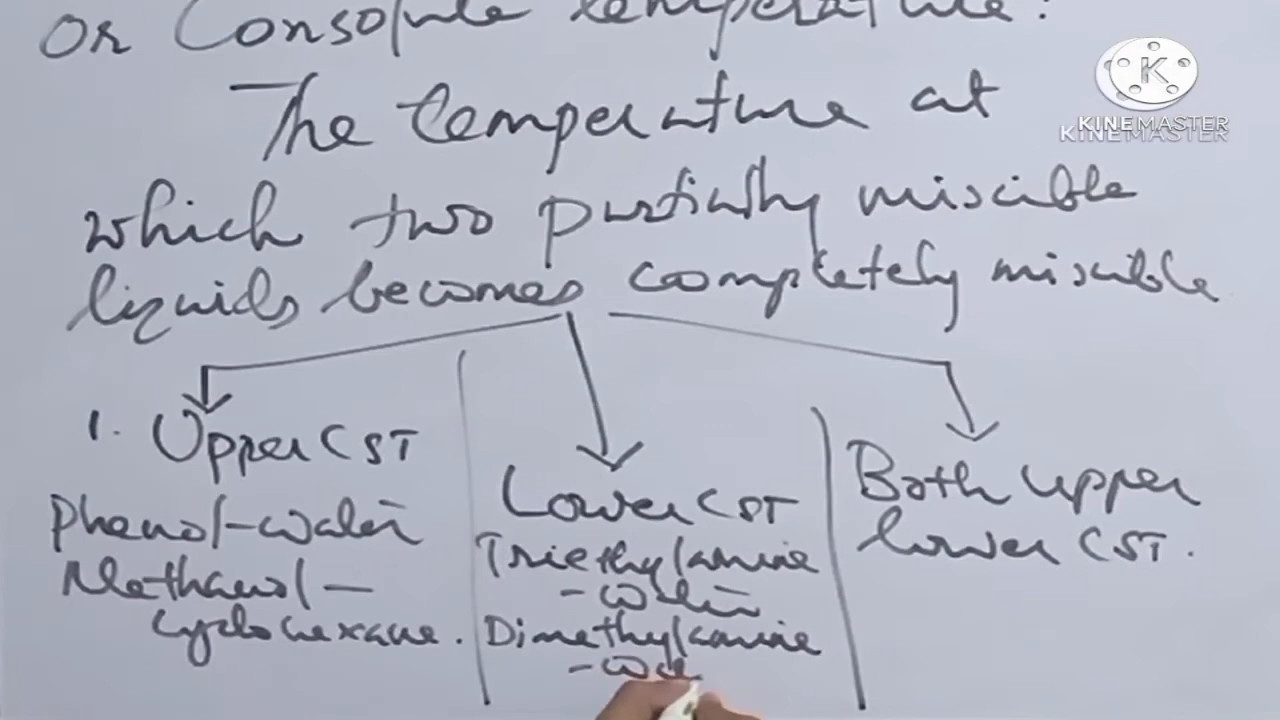 or Consolute temperature:
The temperature at
which two partially miscible
liquids becomes completely miscible
1. Upper CST
Phenol-water
Methanol-
cyclohexane.
Lower CST
Triethylamine
-water
Dimethylamine
-wa
Both upper
lower CST.
KINEMASTER